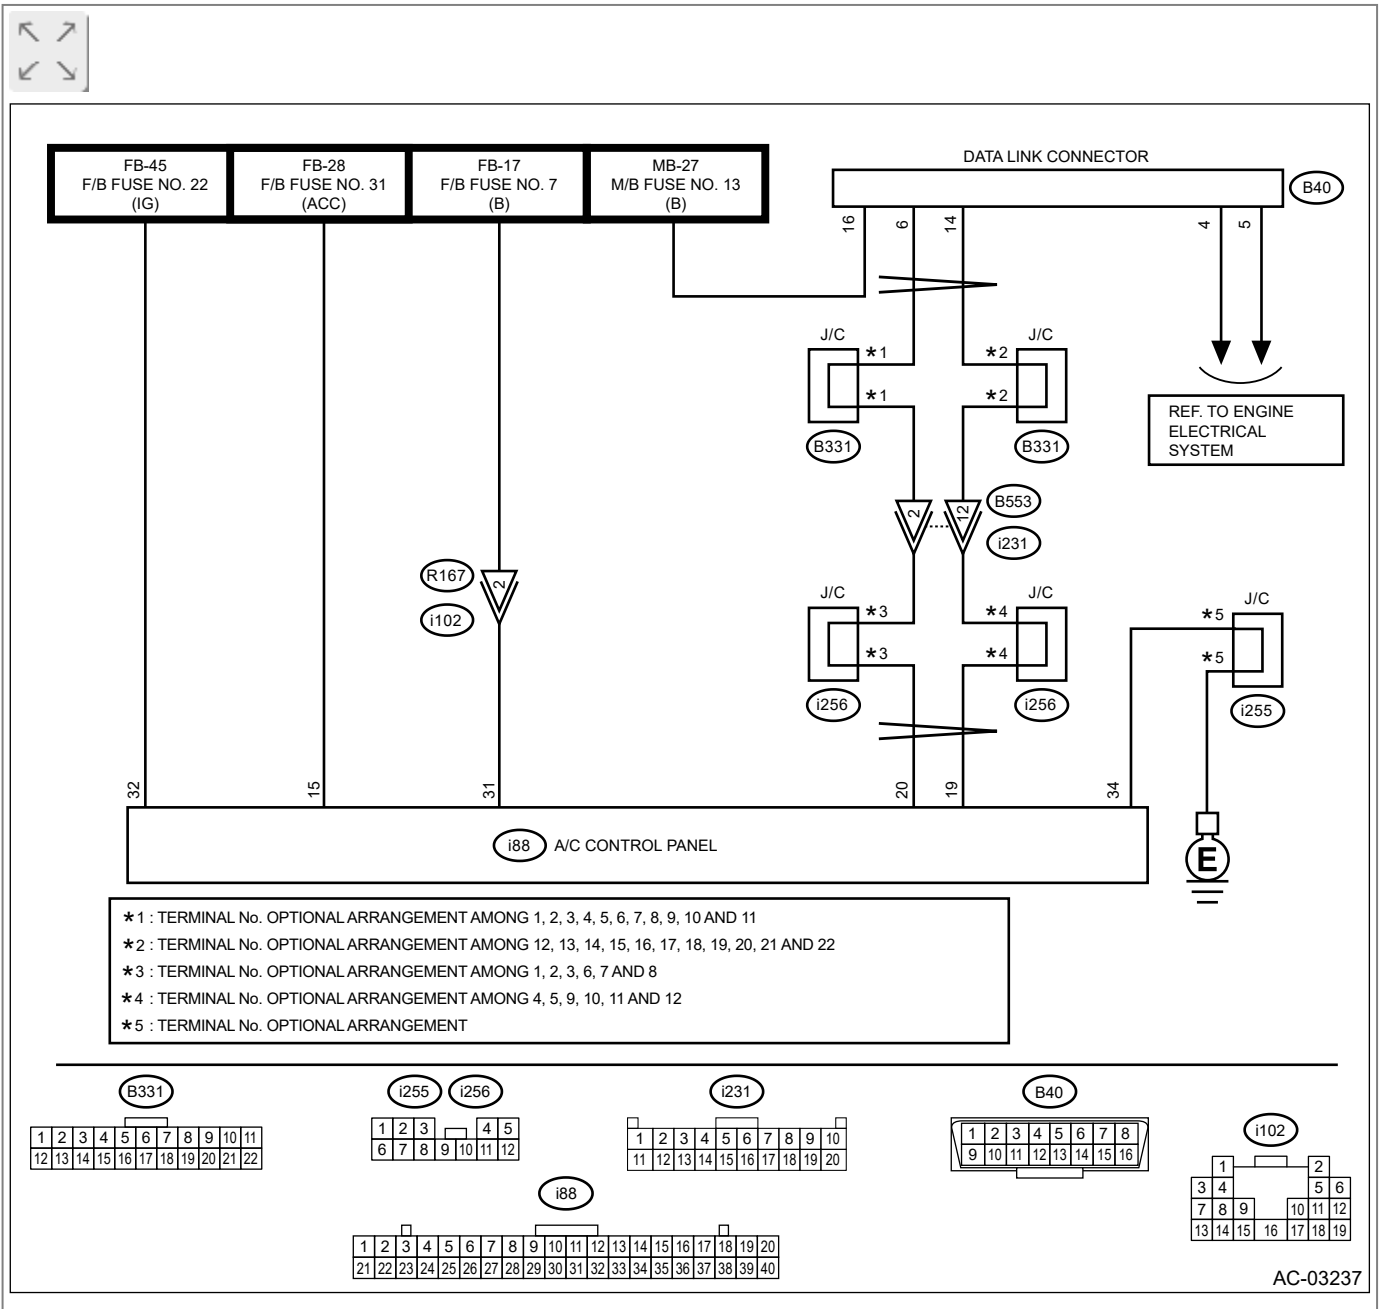 FB-45
F/B FUSE NO. 22
(IG)
FB-28
F/B FUSE NO. 31
(ACC)
FB-17
F/B FUSE NO. 7
(B)
MB-27
M/B FUSE NO. 13
(B)
DATA LINK CONNECTOR
B40
16
6
14
4
5
J/C
J/C
*1
*2
*1
*2
B331
B331
REF. TO ENGINE
ELECTRICAL
SYSTEM
2
12
B553
i231
R167
2
i102
J/C
J/C
J/C
*3
*4
*5
*3
*4
*5
i256
i256
i255
32
15
31
20
19
34
i88 A/C CONTROL PANEL
E
*1 : TERMINAL No. OPTIONAL ARRANGEMENT AMONG 1, 2, 3, 4, 5, 6, 7, 8, 9, 10 AND 11
*2 : TERMINAL No. OPTIONAL ARRANGEMENT AMONG 12, 13, 14, 15, 16, 17, 18, 19, 20, 21 AND 22
*3 : TERMINAL No. OPTIONAL ARRANGEMENT AMONG 1, 2, 3, 6, 7 AND 8
*4 : TERMINAL No. OPTIONAL ARRANGEMENT AMONG 4, 5, 9, 10, 11 AND 12
*5 : TERMINAL No. OPTIONAL ARRANGEMENT
B331
1 2 3 4 5 6 7 8 9 10 11
12 13 14 15 16 17 18 19 20 21 22
i255 i256
1 2 3 4 5
6 7 8 9 10 11 12
i231
1 2 3 4 5 6 7 8 9 10
11 12 13 14 15 16 17 18 19 20
B40
1 2 3 4 5 6 7 8
9 10 11 12 13 14 15 16
i102
1 2
3 4 5 6
7 8 9 10 11 12
13 14 15 16 17 18 19
i88
1 2 3 4 5 6 7 8 9 10 11 12 13 14 15 16 17 18 19 20
21 22 23 24 25 26 27 28 29 30 31 32 33 34 35 36 37 38 39 40
AC-03237